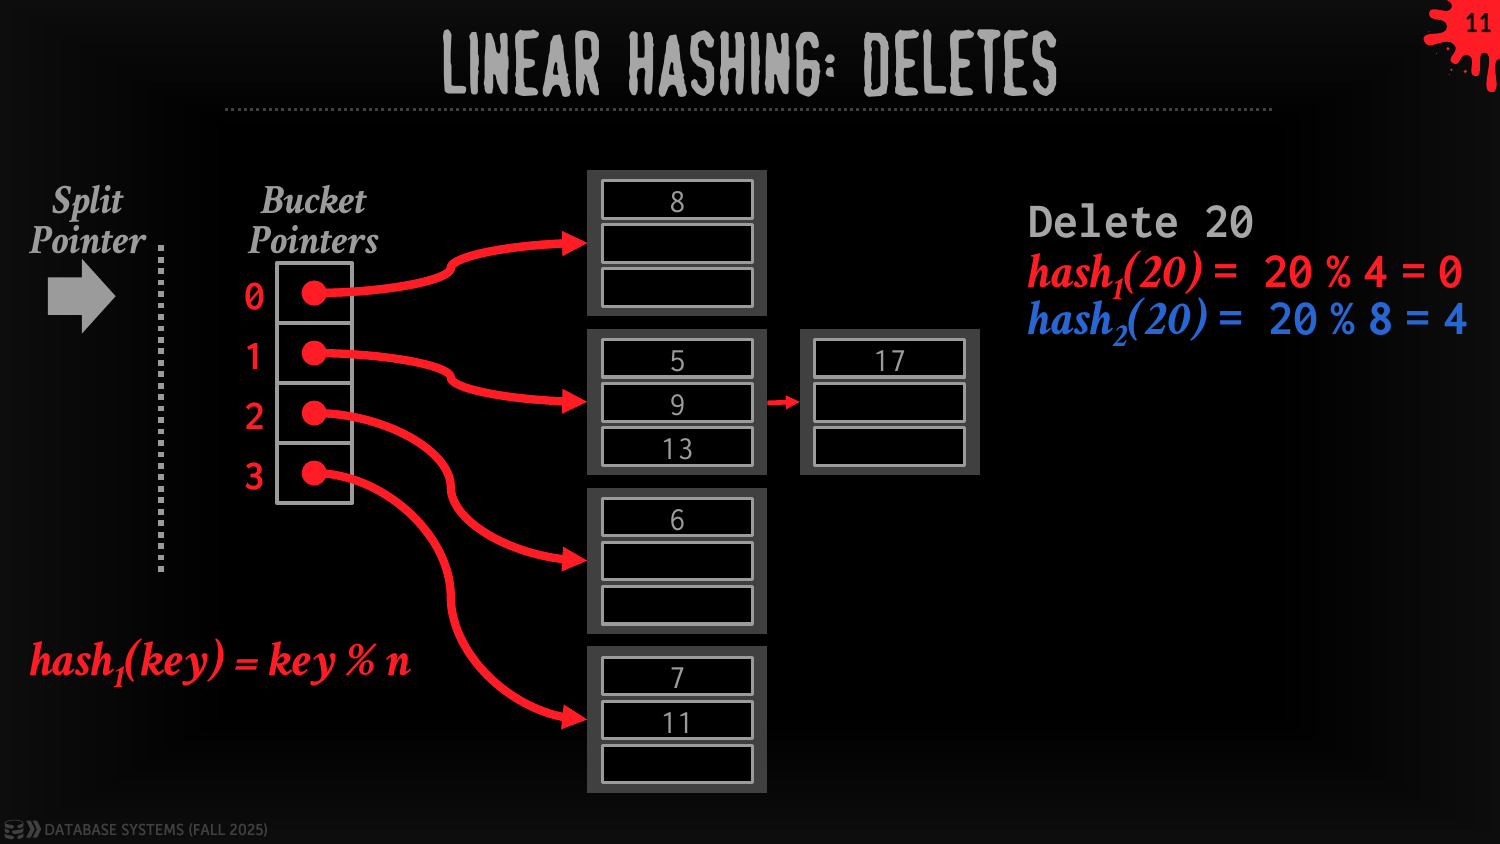 11
LINEAR HASHING: DELETES
Split
Pointer
Bucket
Pointers
0
1
2
3
8
5
9
13
17
6
7
11
Delete 20
hash₁(20) = 20 % 4 = 0
hash₂(20) = 20 % 8 = 4
hash₁(key) = key % n
DATABASE SYSTEMS (FALL 2025)